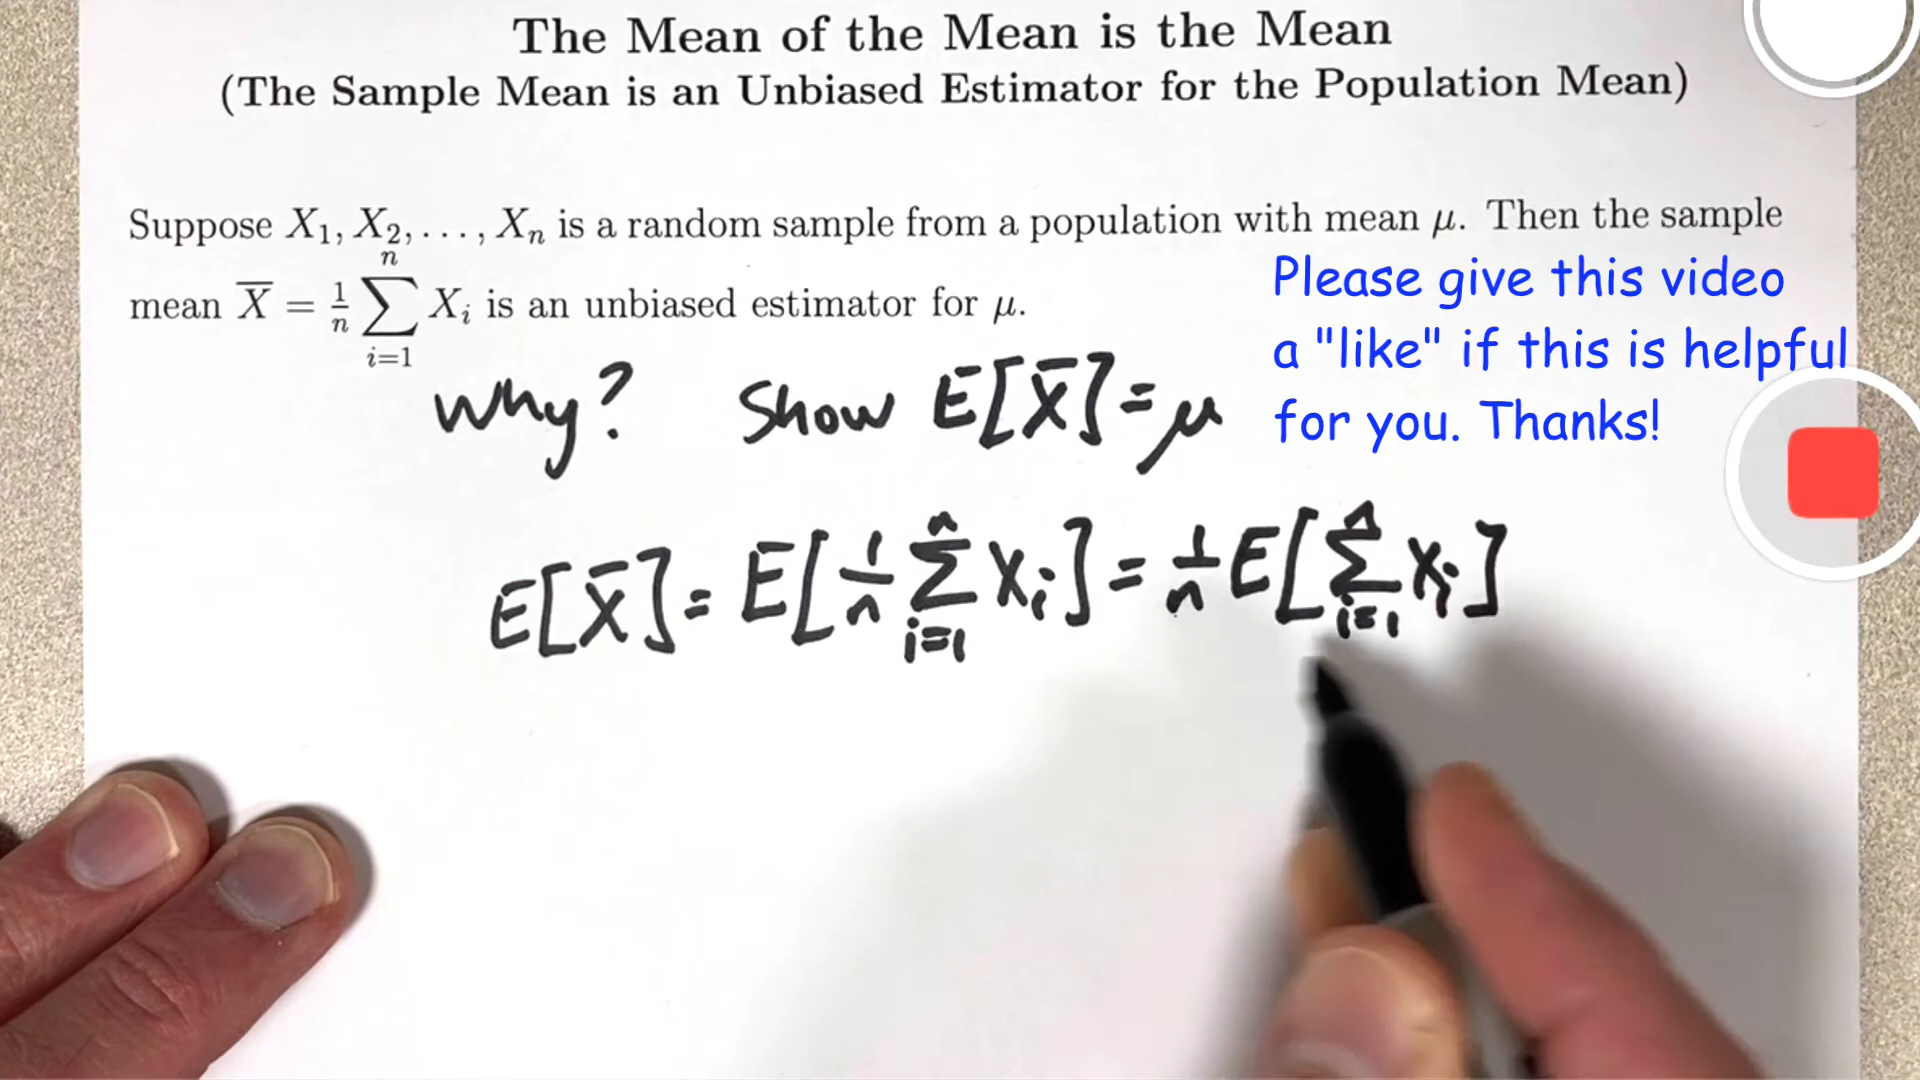 The Mean of the Mean is the Mean
(The Sample Mean is an Unbiased Estimator for the Population Mean)
Suppose X₁, X₂, . . . , Xₙ is a random sample from a population with mean μ. Then the sample
mean X̅ = 1/n ∑ᵢ₌₁ⁿ Xᵢ is an unbiased estimator for μ.
Please give this video
a "like" if this is helpful
for you. Thanks!
Why? Show E[X̅] = μ
E[X̅] = E[1/n ∑ᵢ₌₁ⁿ Xᵢ] = 1/n E[∑ᵢ₌₁ⁿ Xᵢ]